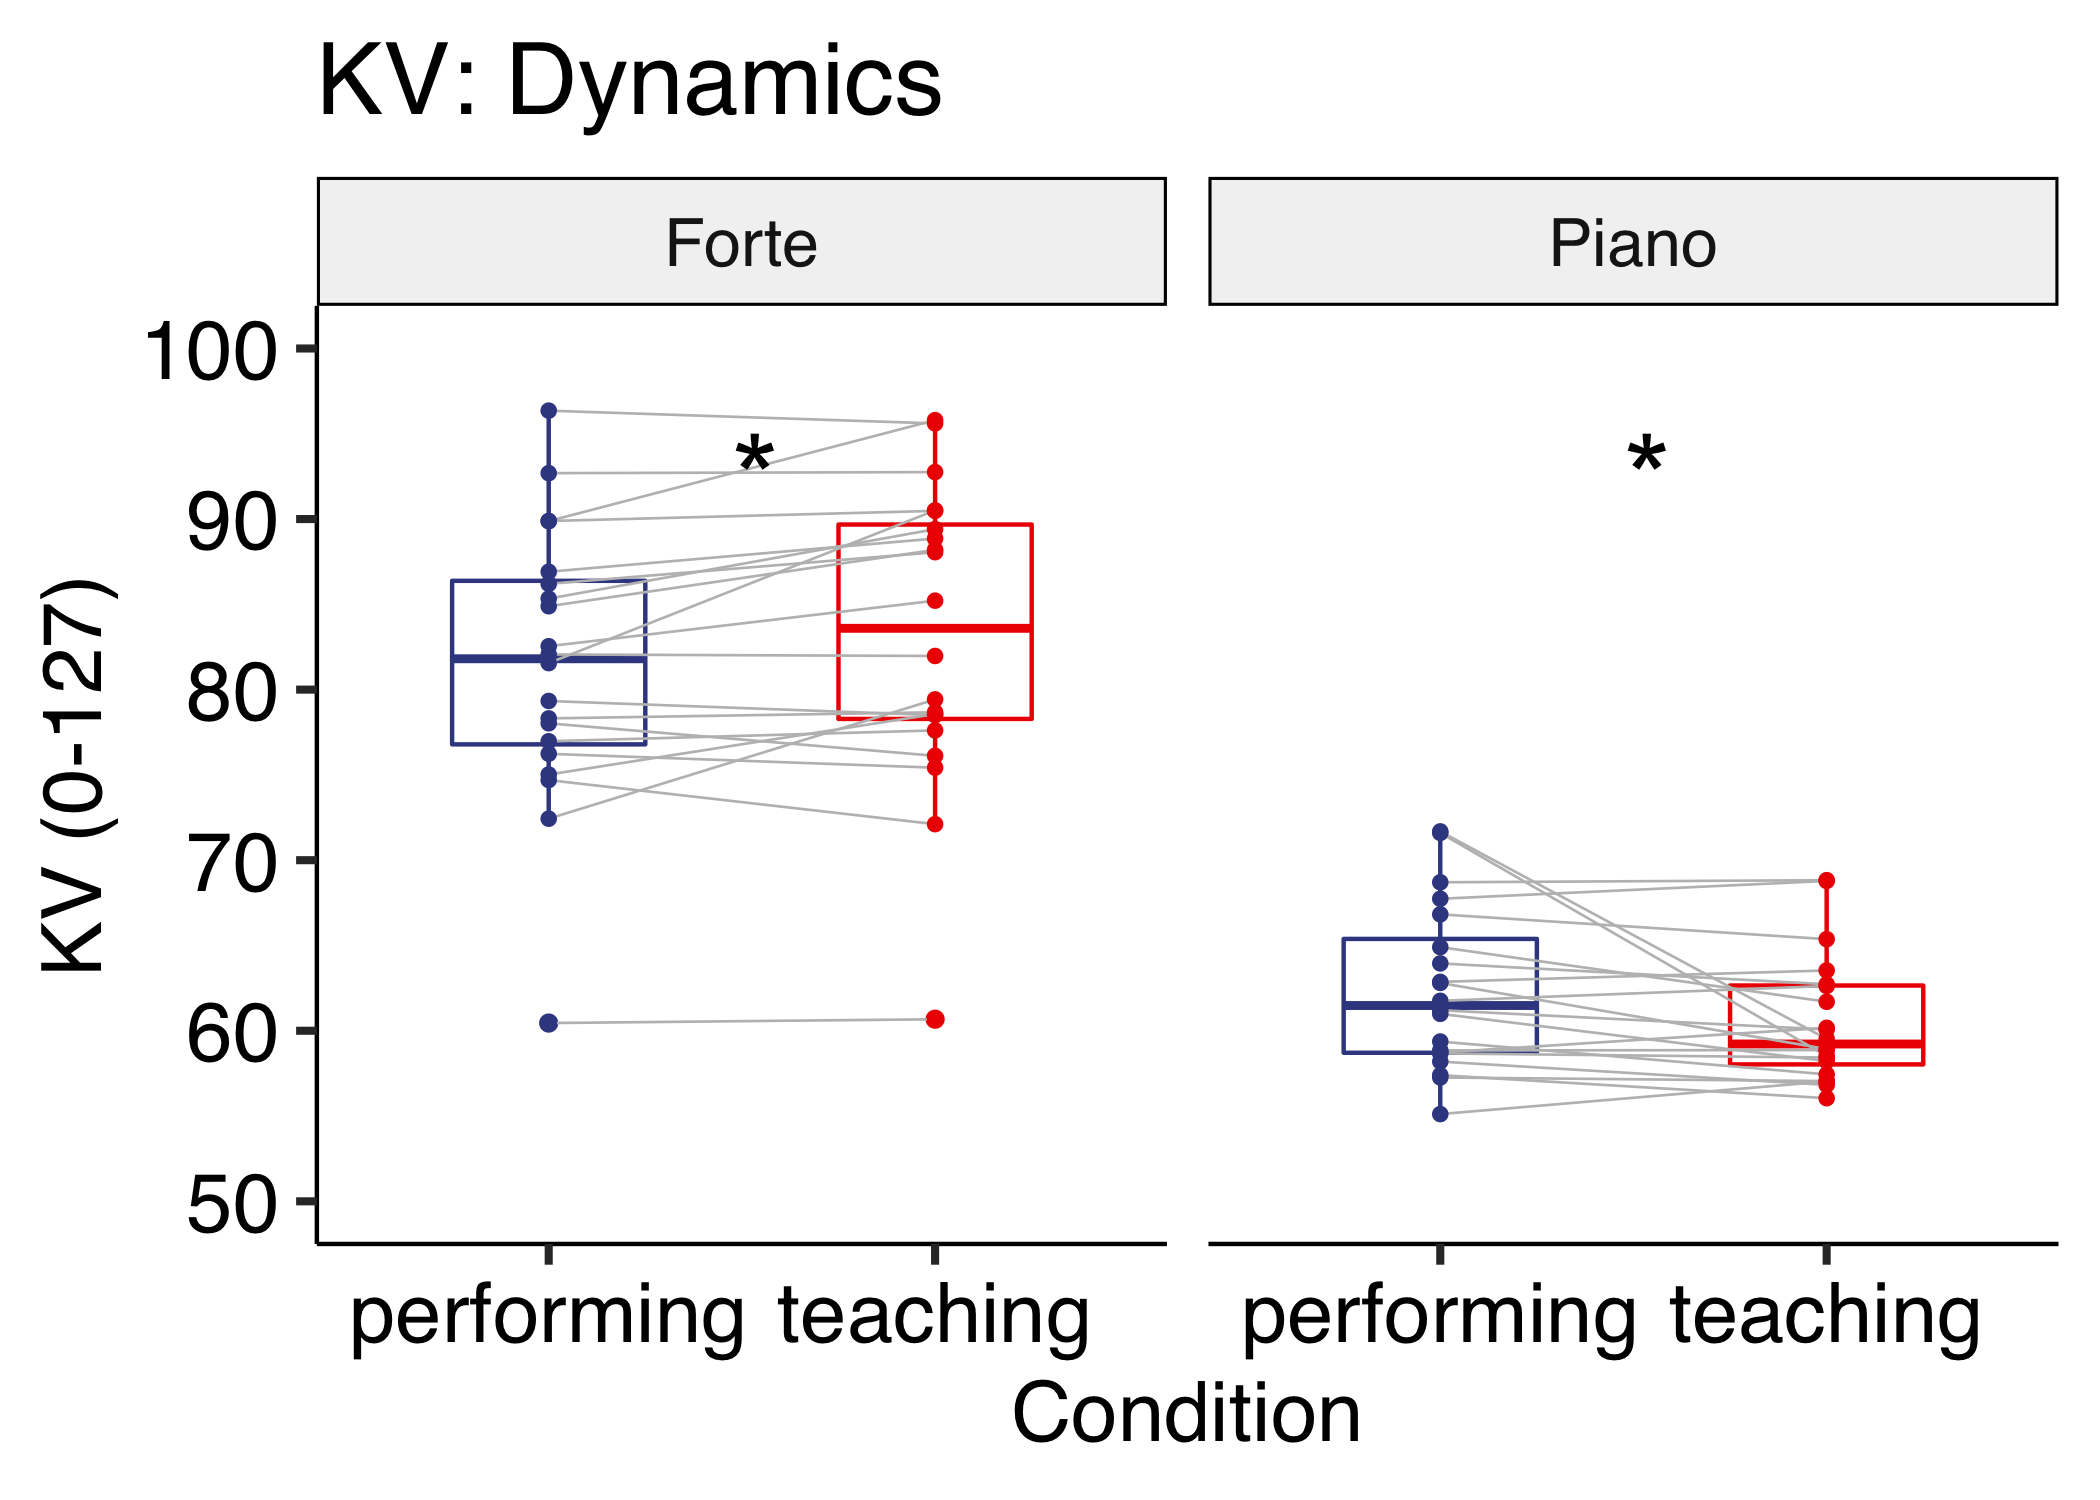 KV: Dynamics
Forte
Piano
KV (0-127)
100
90
80
70
60
50
*
*
performing teaching
performing teaching
Condition